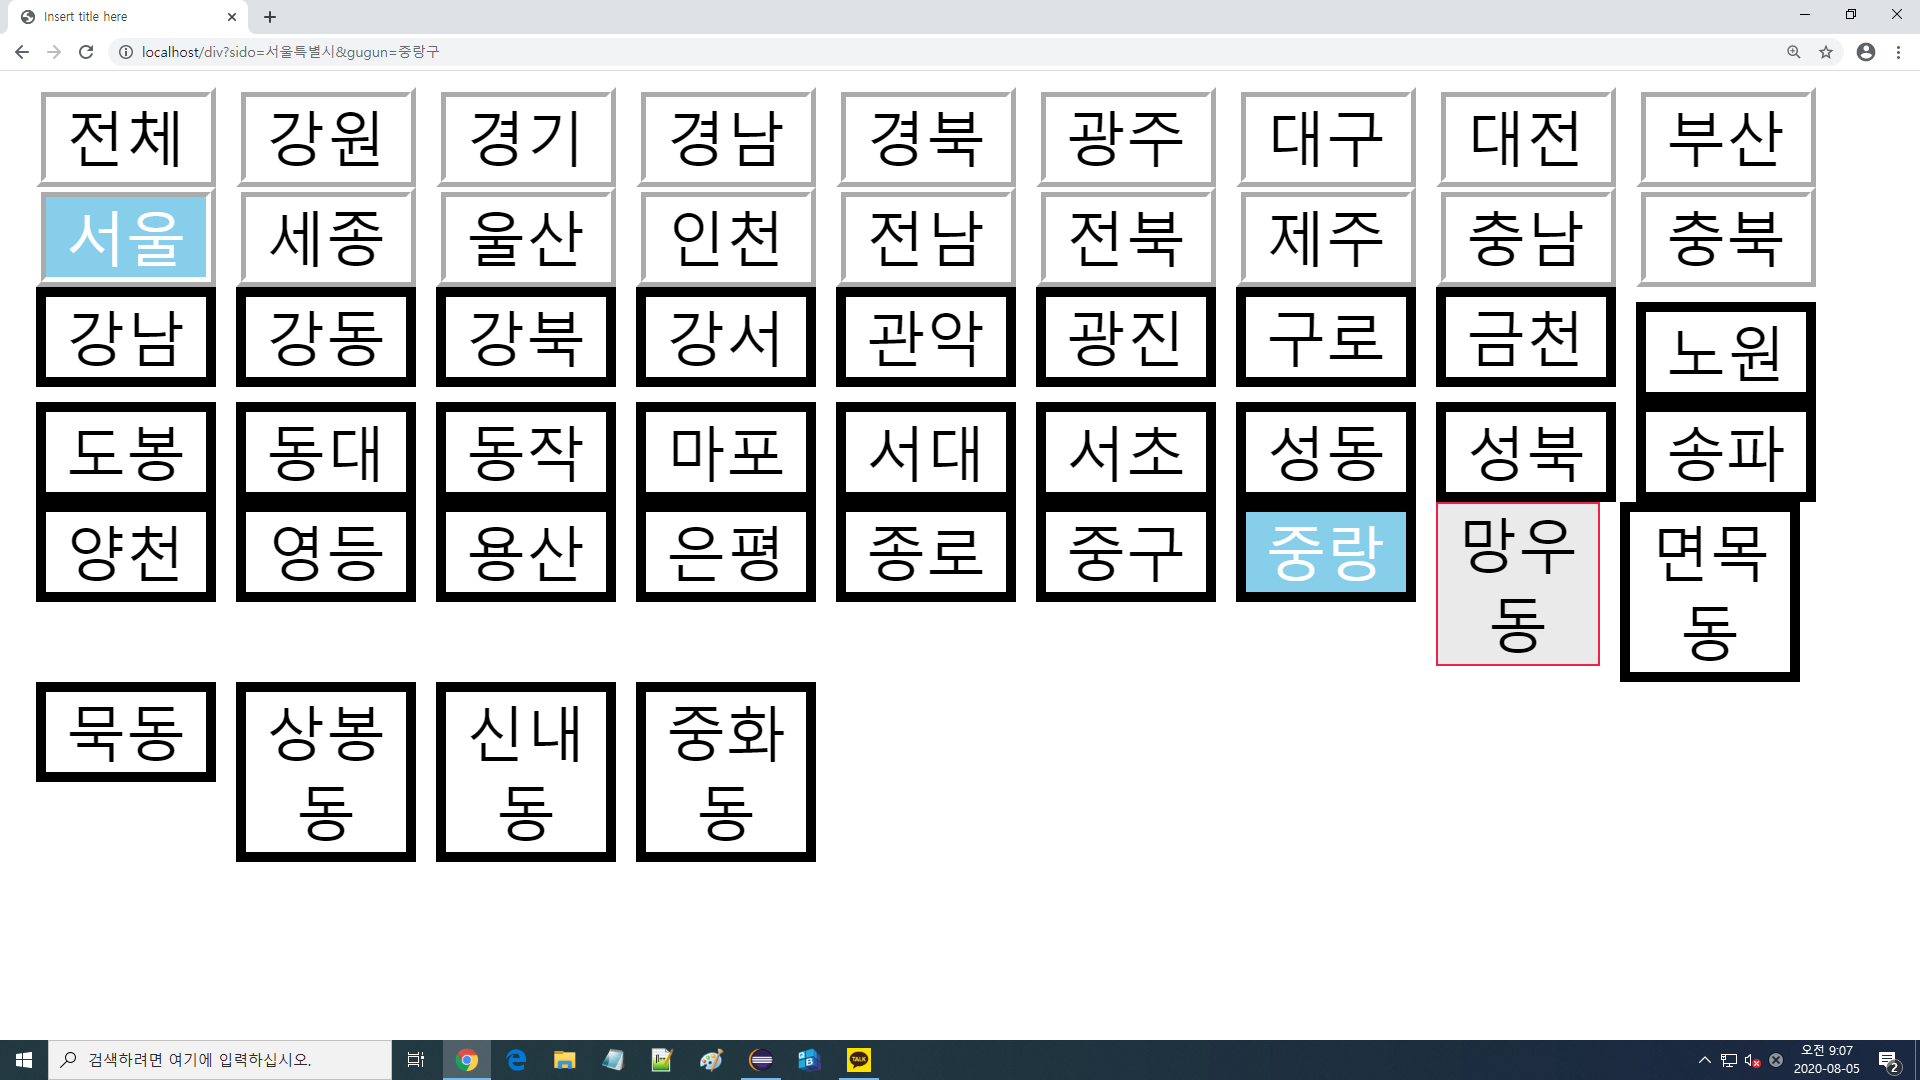 Insert title here
localhost/div?sido=서울특별시&gugun=중랑구
전체 강원 경기 경남 경북 광주 대구 대전 부산
서울 세종 울산 인천 전남 전북 제주 충남 충북
강남 강동 강북 강서 관악 광진 구로 금천 노원
도봉 동대 동작 마포 서대 서초 성동 성북 송파
양천 영등 용산 은평 종로 중구 중랑 망우 면목
동 동
묵동 상봉 신내 중화
동 동 동
검색하려면 여기에 입력하십시오.
TALK
오전 9:07
2020-08-05
2